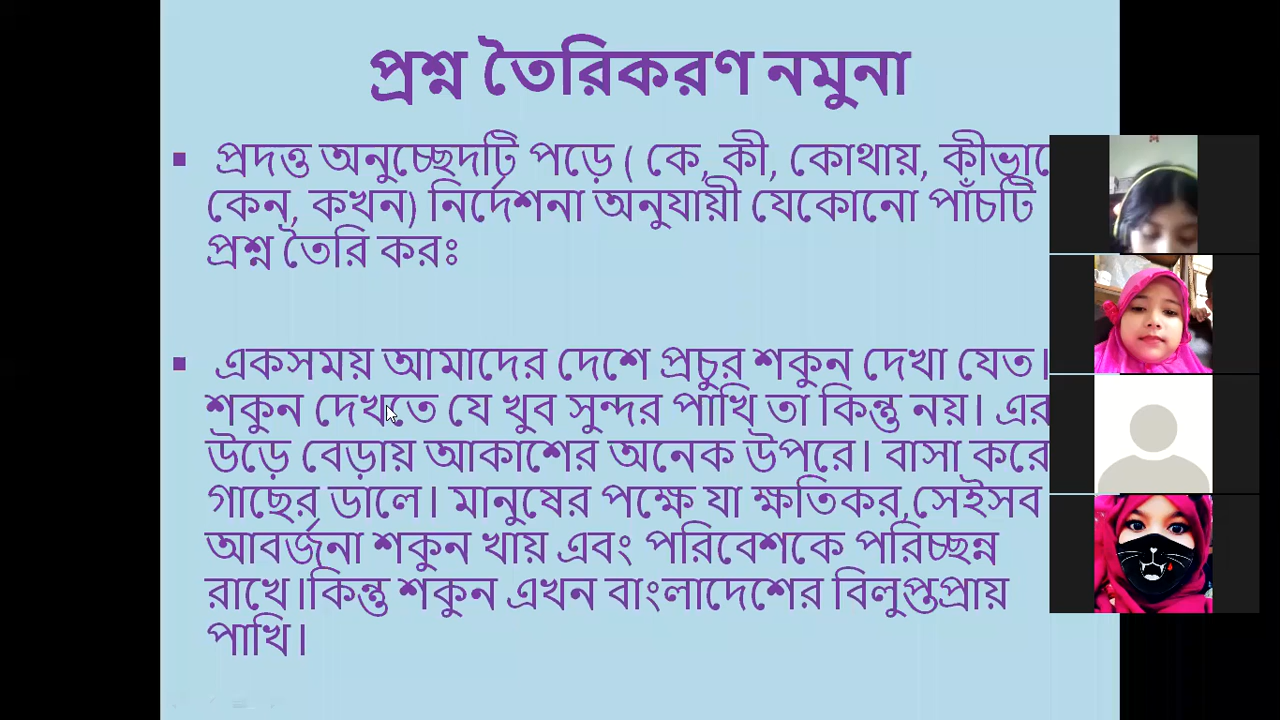 প্রশ্ন তৈরিকরণ নমুনা
প্রদত্ত অনুচ্ছেদটি পড়ে ( কে, কী, কোথায়,
কেন, কখন) নির্দেশনা অনুযায়ী যেকোনো পাঁচটি
প্রশ্ন তৈরি করঃ
একসময় আমাদের দেশে প্রচুর শকুন দেখা যেত।
শকুন দেখতে যে খুব সুন্দর পাখি তা কিন্তু নয়।
উড়ে বেড়ায় আকাশের অনেক উপরে। বাসা করে
গাছের ডালে। মানুষের পক্ষে যা ক্ষতিকর,সেইসব
আবর্জনা শকুন খায় এবং পরিবেশকে পরিচ্ছন্ন
রাখে।কিন্তু শকুন এখন বাংলাদেশের বিলুপ্তপ্রায়
পাখি।